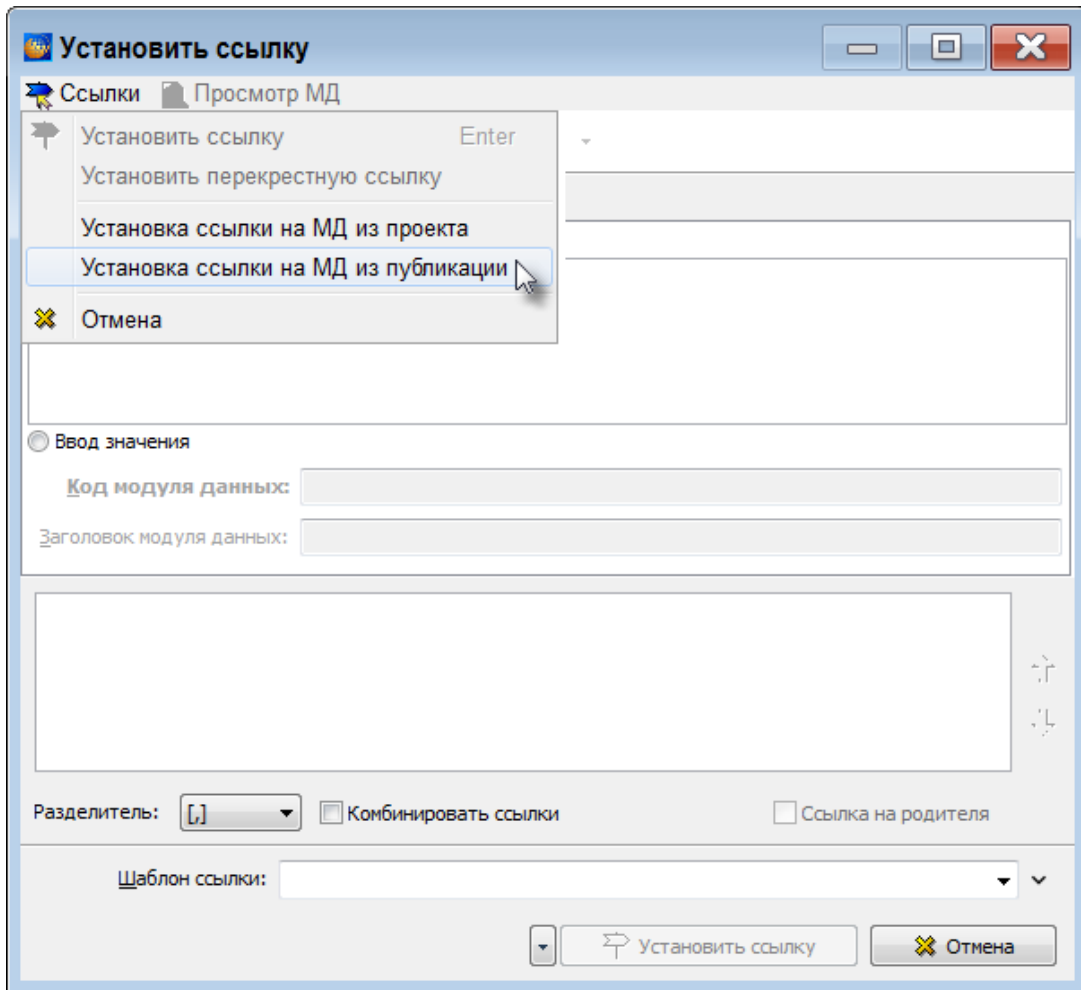 Установить ссылку
Ссылки Просмотр МД
Установить ссылку Enter
Установить перекрестную ссылку
Установка ссылки на МД из проекта
Установка ссылки на МД из публикации
Отмена
Ввод значения
Код модуля данных:
Заголовок модуля данных:
Разделитель: [,] Комбинировать ссылки Ссылка на родителя
Шаблон ссылки:
Установить ссылку Отмена